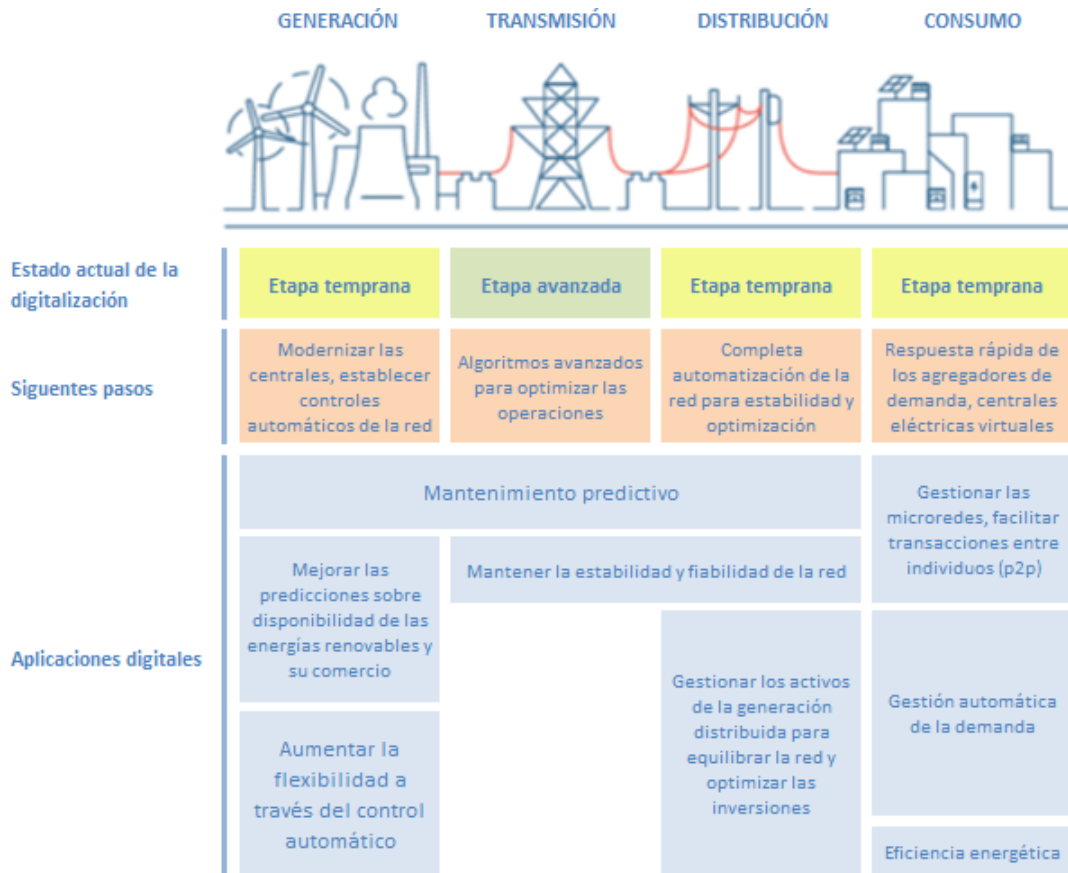 GENERACIÓN
TRANSMISIÓN
DISTRIBUCIÓN
CONSUMO
Estado actual de la
digitalización
Etapa temprana
Etapa avanzada
Etapa temprana
Etapa temprana
Siguentes pasos
Modernizar las
centrales, establecer
controles
automáticos de la red
Algoritmos avanzados
para optimizar las
operaciones
Completa
automatización de la
red para estabilidad y
optimización
Respuesta rápida de
los agregadores de
demanda, centrales
eléctricas virtuales
Aplicaciones digitales
Mantenimiento predictivo
Gestionar las
microredes, facilitar
transacciones entre
individuos (p2p)
Mejorar las
predicciones sobre
disponibilidad de las
energías renovables y
su comercio
Mantener la estabilidad y fiabilidad de la red
Gestionar los activos
de la generación
distribuida para
equilibrar la red y
optimizar las
inversiones
Gestión automática
de la demanda
Aumentar la
flexibilidad a
través del control
automático
Eficiencia energética